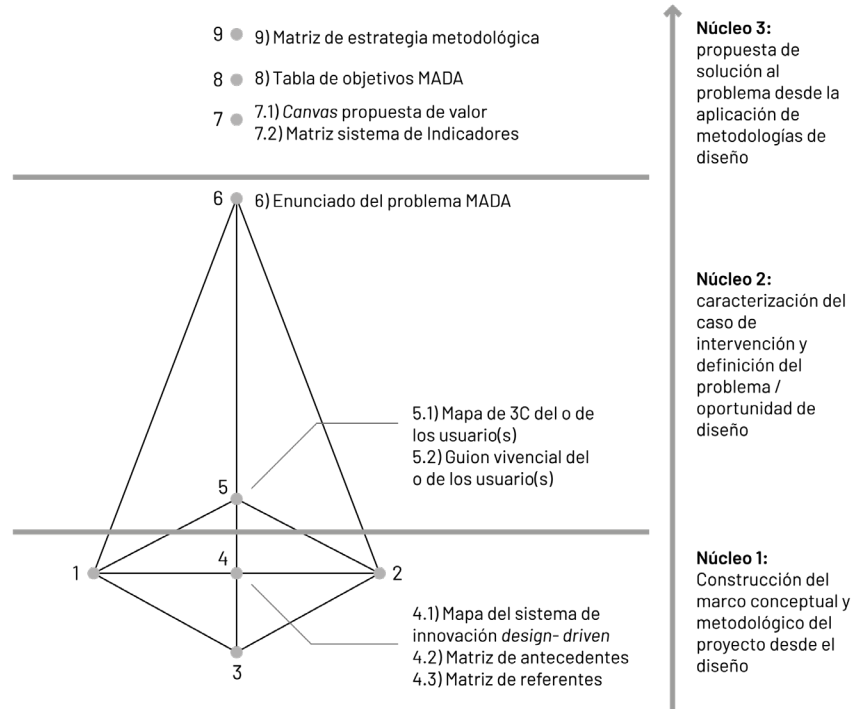 9
9) Matriz de estrategia metodológica
8
8) Tabla de objetivos MADA
7
7.1) Canvas propuesta de valor
7.2) Matriz sistema de Indicadores
Núcleo 3:
propuesta de
solución al
problema desde la
aplicación de
metodologías de
diseño
6
6) Enunciado del problema MADA
Núcleo 2:
caracterización del
caso de
intervención y
definición del
problema /
oportunidad de
diseño
5.1) Mapa de 3C del o de
los usuario(s)
5.2) Guion vivencial del
o de los usuario(s)
5
4
1
2
3
4.1) Mapa del sistema de
innovación design- driven
4.2) Matriz de antecedentes
4.3) Matriz de referentes
Núcleo 1:
Construcción del
marco conceptual y
metodológico del
proyecto desde el
diseño